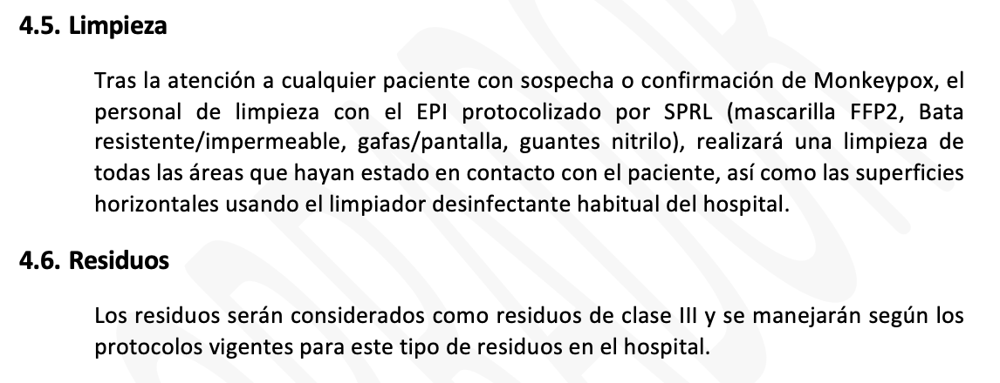 4.5. Limpieza
Tras la atención a cualquier paciente con sospecha o confirmación de Monkeypox, el
personal de limpieza con el EPI protocolizado por SPRL (mascarilla FFP2, Bata
resistente/impermeable, gafas/pantalla, guantes nitrilo), realizará una limpieza de
todas las áreas que hayan estado en contacto con el paciente, así como las superficies
horizontales usando el limpiador desinfectante habitual del hospital.
4.6. Residuos
Los residuos serán considerados como residuos de clase III y se manejarán según los
protocolos vigentes para este tipo de residuos en el hospital.